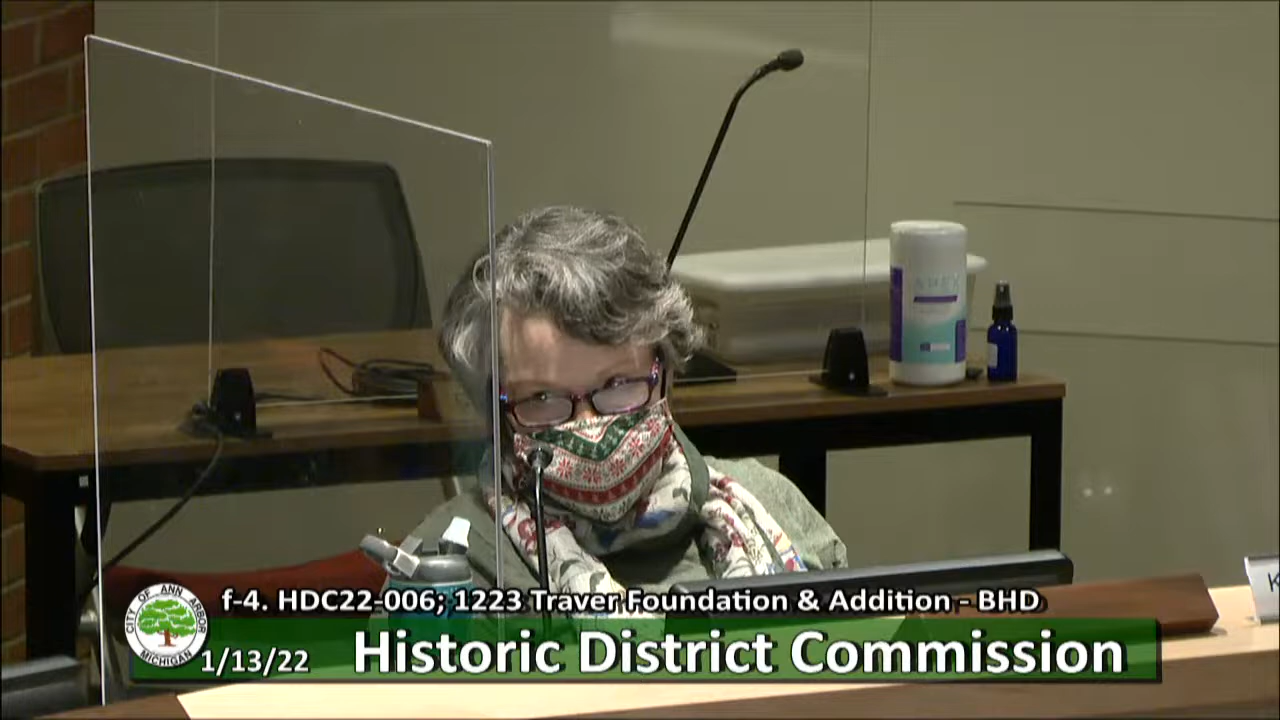 APEX
K
f-4. HDC22-006; 1223 Traver Foundation & Addition - BHD
CITY OF ANN ARBOR
MICHIGAN
1/13/22
Historic District Commission